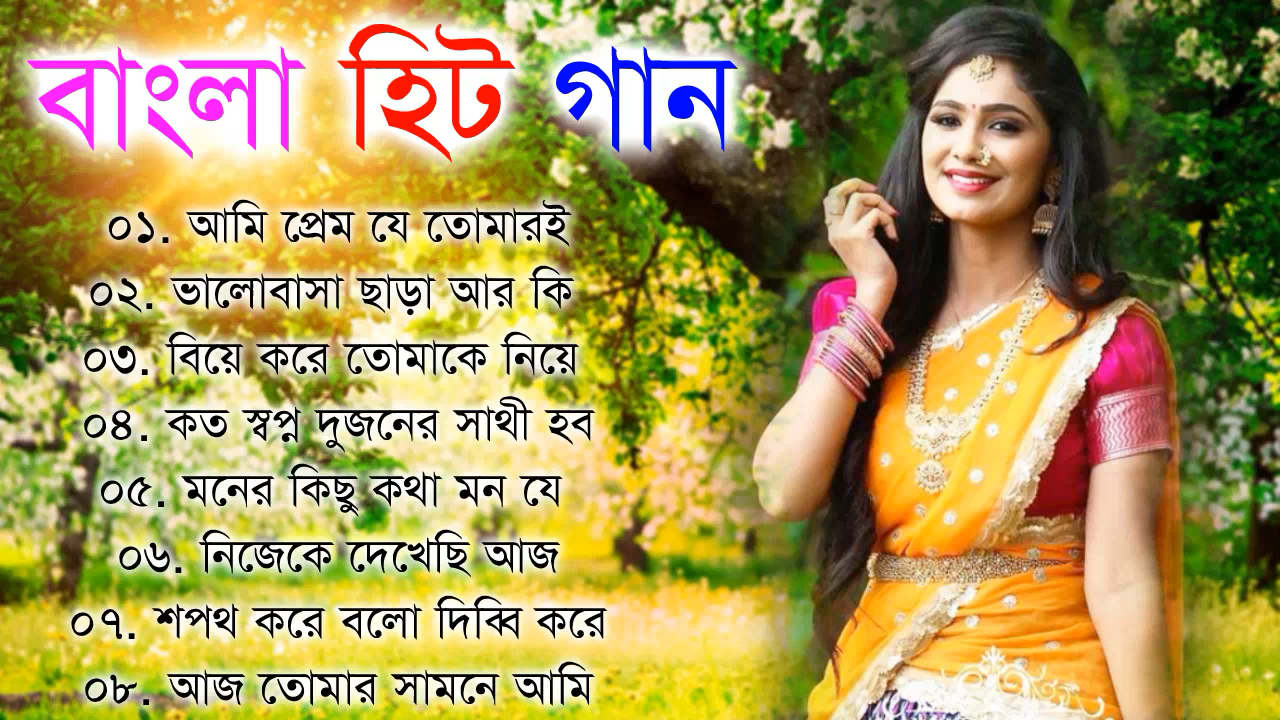 বাংলা হিট গান
০১. আমি প্রেম যে তোমারই
০২. ভালোবাসা ছাড়া আর কি
০৩. বিয়ে করে তোমাকে নিয়ে
০৪. কত স্বপ্ন দুজনের সাথী হব
০৫. মনের কিছু কথা মন যে
০৬. নিজেকে দেখেছি আজ
০৭. শপথ করে বলো দিব্বি করে
০৮. আজ তোমার সামনে আমি